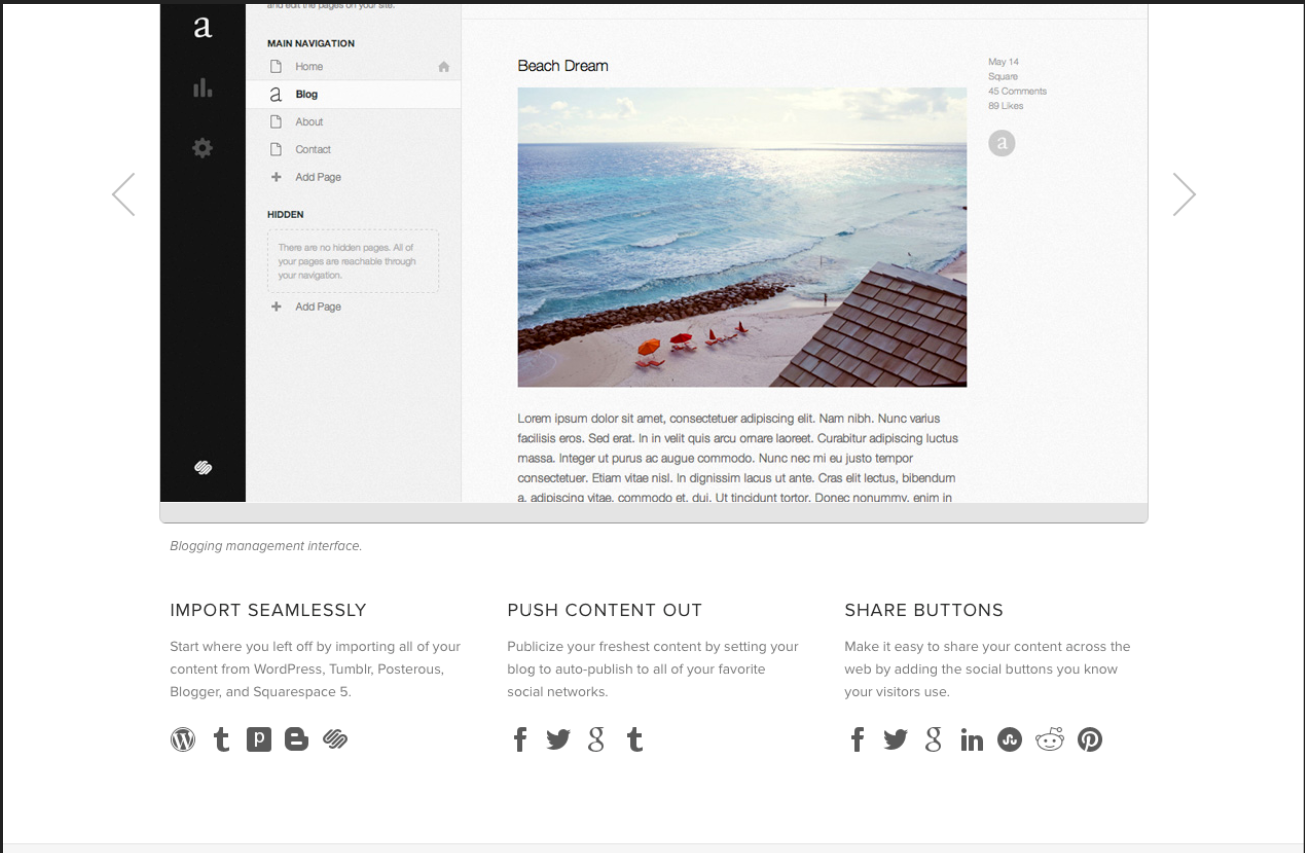 and edit the pages on your site.
a
MAIN NAVIGATION
Home
a Blog
About
Contact
Add Page
HIDDEN
There are no hidden pages. All of
your pages are reachable through
your navigation.
Add Page
Beach Dream
May 14
Square
45 Comments
89 Likes
a
Lorem ipsum dolor sit amet, consectetuer adipiscing elit. Nam nibh. Nunc varius
facilisis eros. Sed erat. In in velit quis arcu ornare laoreet. Curabitur adipiscing luctus
massa. Integer ut purus ac augue commodo. Nunc nec mi eu justo tempor
consectetuer. Etiam vitae nisl. In dignissim lacus ut ante. Cras elit lectus, bibendum
a, adipiscing vitae, commodo et, dui. Ut tincidunt tortor. Donec nonummy, enim in
Blogging management interface.
IMPORT SEAMLESSLY
Start where you left off by importing all of your
content from WordPress, Tumblr, Posterous,
Blogger, and Squarespace 5.
PUSH CONTENT OUT
Publicize your freshest content by setting your
blog to auto-publish to all of your favorite
social networks.
SHARE BUTTONS
Make it easy to share your content across the
web by adding the social buttons you know
your visitors use.